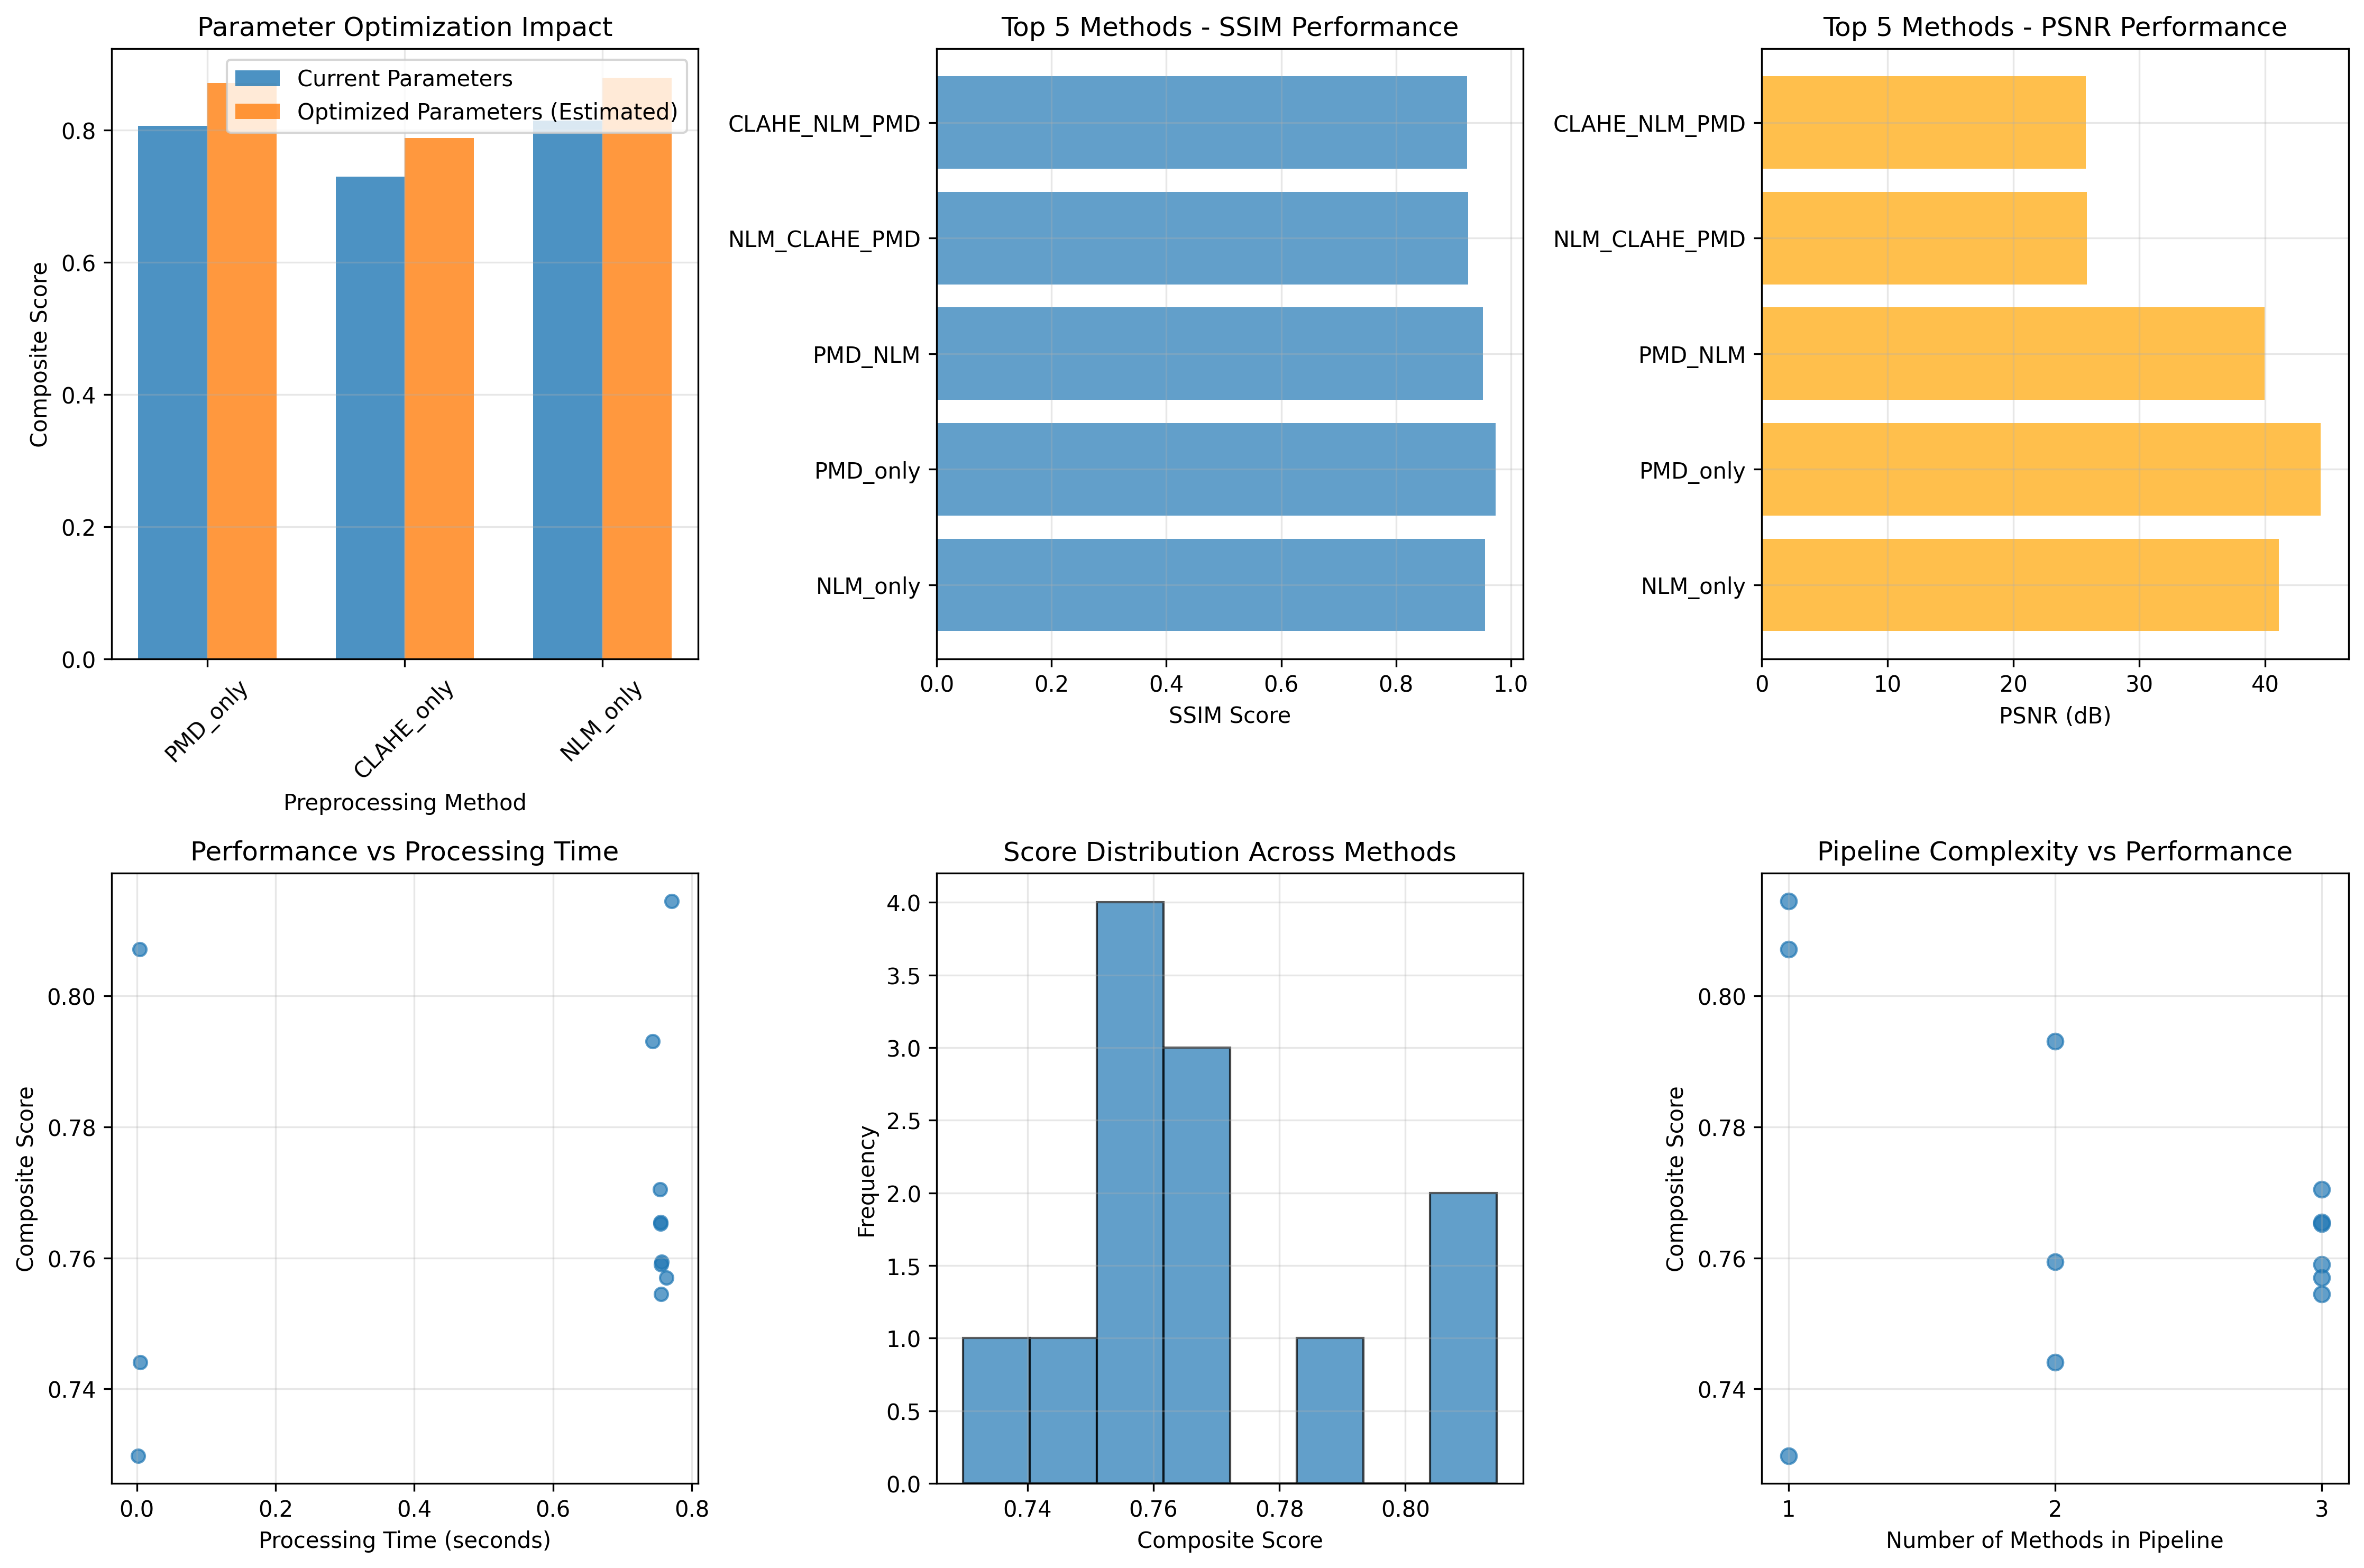 Parameter Optimization Impact
Current Parameters
Optimized Parameters (Estimated)
Composite Score
0.8
0.6
0.4
0.2
0.0
PMD_only
CLAHE_only
NLM_only
Preprocessing Method
Top 5 Methods - SSIM Performance
CLAHE_NLM_PMD
NLM_CLAHE_PMD
PMD_NLM
PMD_only
NLM_only
0.0 0.2 0.4 0.6 0.8 1.0
SSIM Score
Top 5 Methods - PSNR Performance
CLAHE_NLM_PMD
NLM_CLAHE_PMD
PMD_NLM
PMD_only
NLM_only
0 10 20 30 40
PSNR (dB)
Performance vs Processing Time
Composite Score
0.80
0.78
0.76
0.74
0.0 0.2 0.4 0.6 0.8
Processing Time (seconds)
Score Distribution Across Methods
Frequency
4.0
3.5
3.0
2.5
2.0
1.5
1.0
0.5
0.0
0.74 0.76 0.78 0.80
Composite Score
Pipeline Complexity vs Performance
Composite Score
0.80
0.78
0.76
0.74
1 2 3
Number of Methods in Pipeline